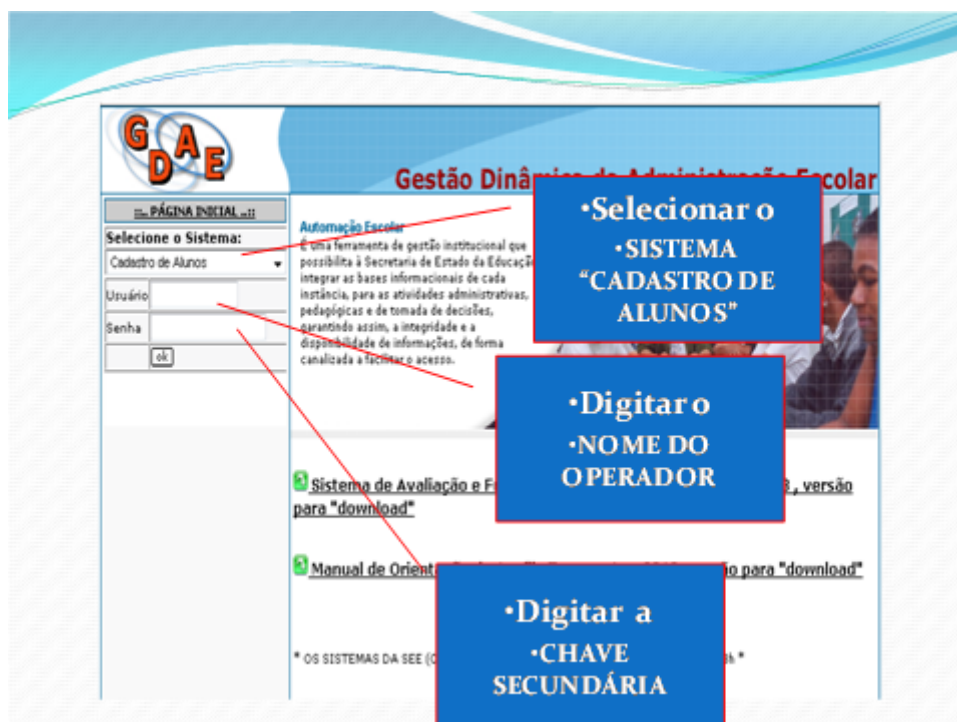 GDAE
Gestão Dinâmica de Administração Escolar
::.. PÁGINA INICIAL ..::
Selecione o Sistema:
Cadastro de Alunos
Usuário
Senha
ok
Automação Escolar
É uma ferramenta de gestão institucional que
possibilita à Secretaria de Estado da Educação
integrar as bases informacionais de cada
instância, para as atividades administrativas,
pedagógicas e de tomada de decisões,
garantindo assim, a integridade e a
disponibilidade de informações, de forma
canalizada a facilitar o acesso.
•Selecionar o
•SISTEMA
“CADASTRO DE
ALUNOS”
•Digitar o
•NOME DO
OPERADOR
Sistema de Avaliação e , versão
para "download"
Manual de para "download"
•Digitar a
•CHAVE
SECUNDÁRIA
* OS SISTEMAS DA SEE *